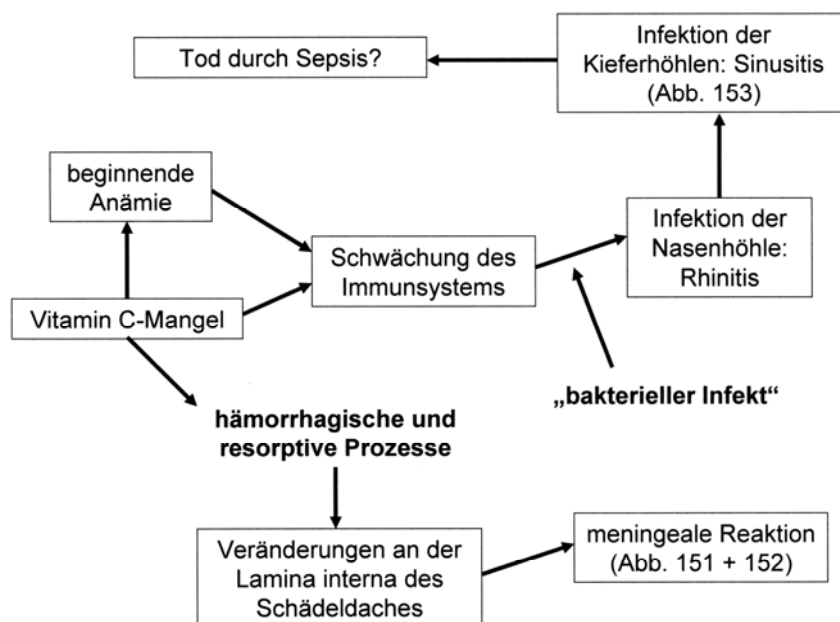 Tod durch Sepsis?
Infektion der
Kieferhöhlen: Sinusitis
(Abb. 153)
beginnende
Anämie
Schwächung des
Immunsystems
Infektion der
Nasenhöhle:
Rhinitis
Vitamin C-Mangel
„bakterieller Infekt“
hämorrhagische und
resorptive Prozesse
Veränderungen an der
Lamina interna des
Schädeldaches
meningeale Reaktion
(Abb. 151 + 152)